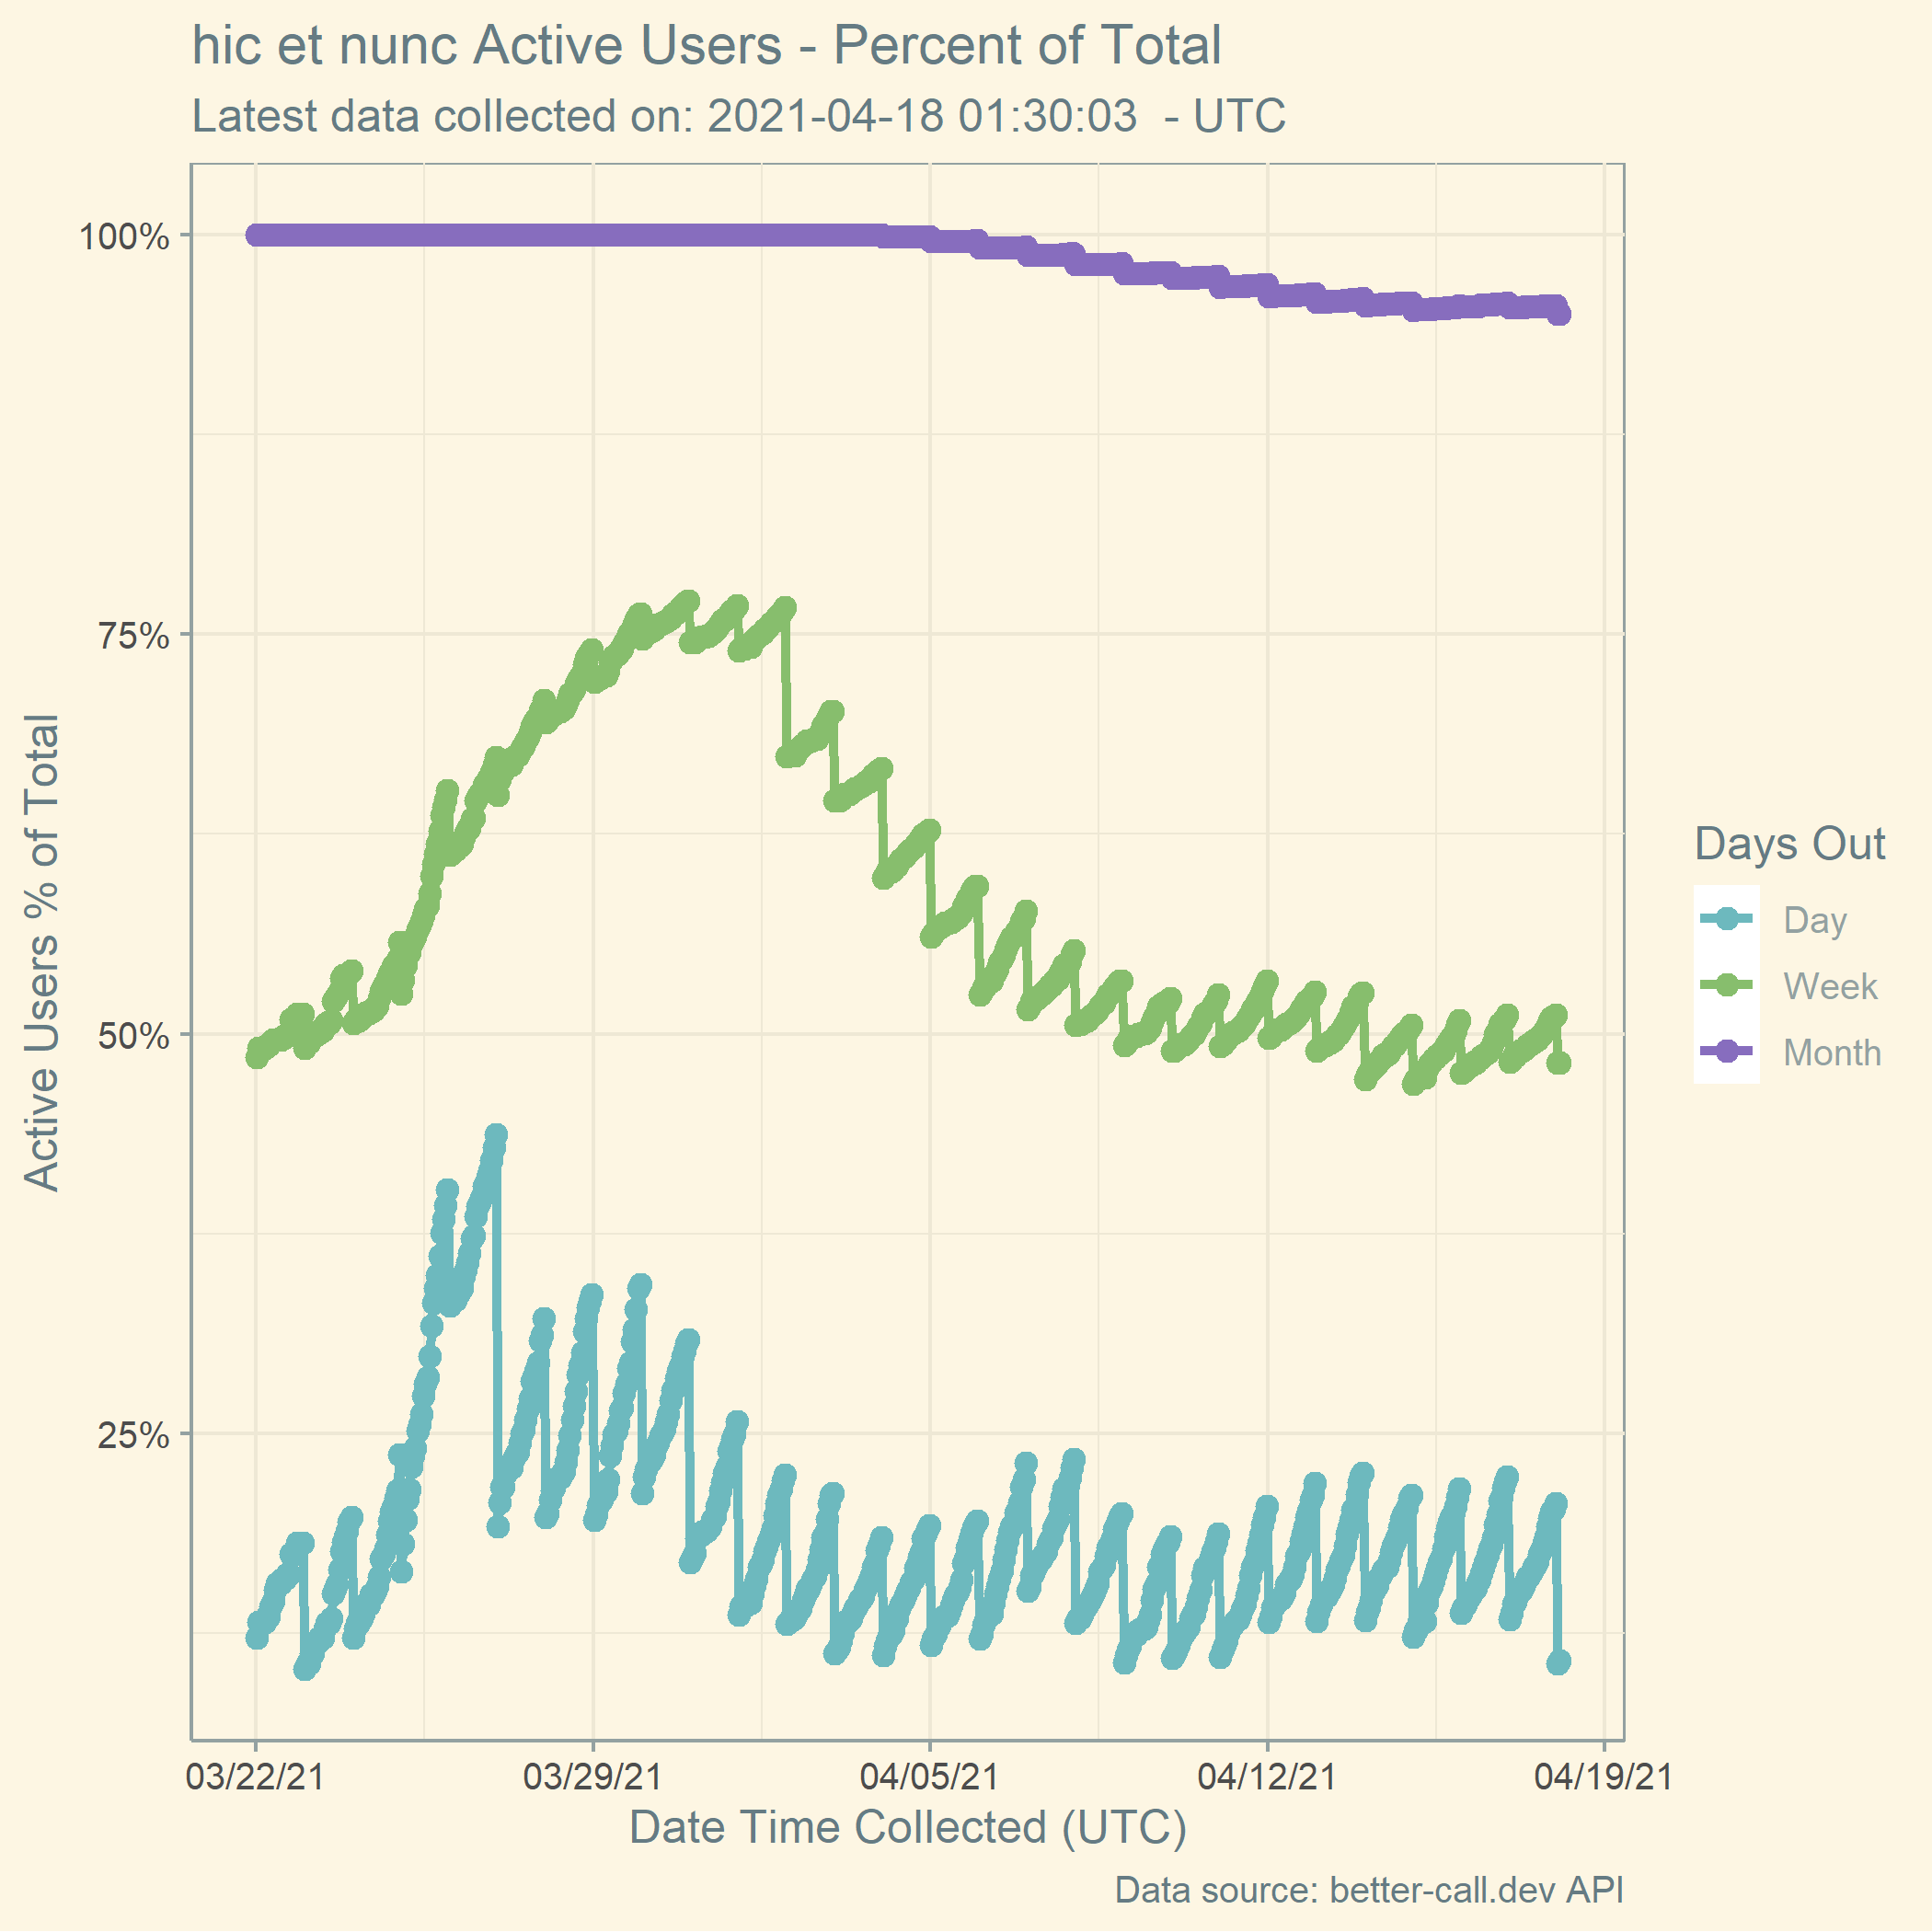 hic et nunc Active Users - Percent of Total
Latest data collected on: 2021-04-18 01:30:03  - UTC
Active Users % of Total
100%
75%
50%
25%
03/22/21
03/29/21
04/05/21
04/12/21
04/19/21
Date Time Collected (UTC)
Days Out
Day
Week
Month
Data source: better-call.dev API